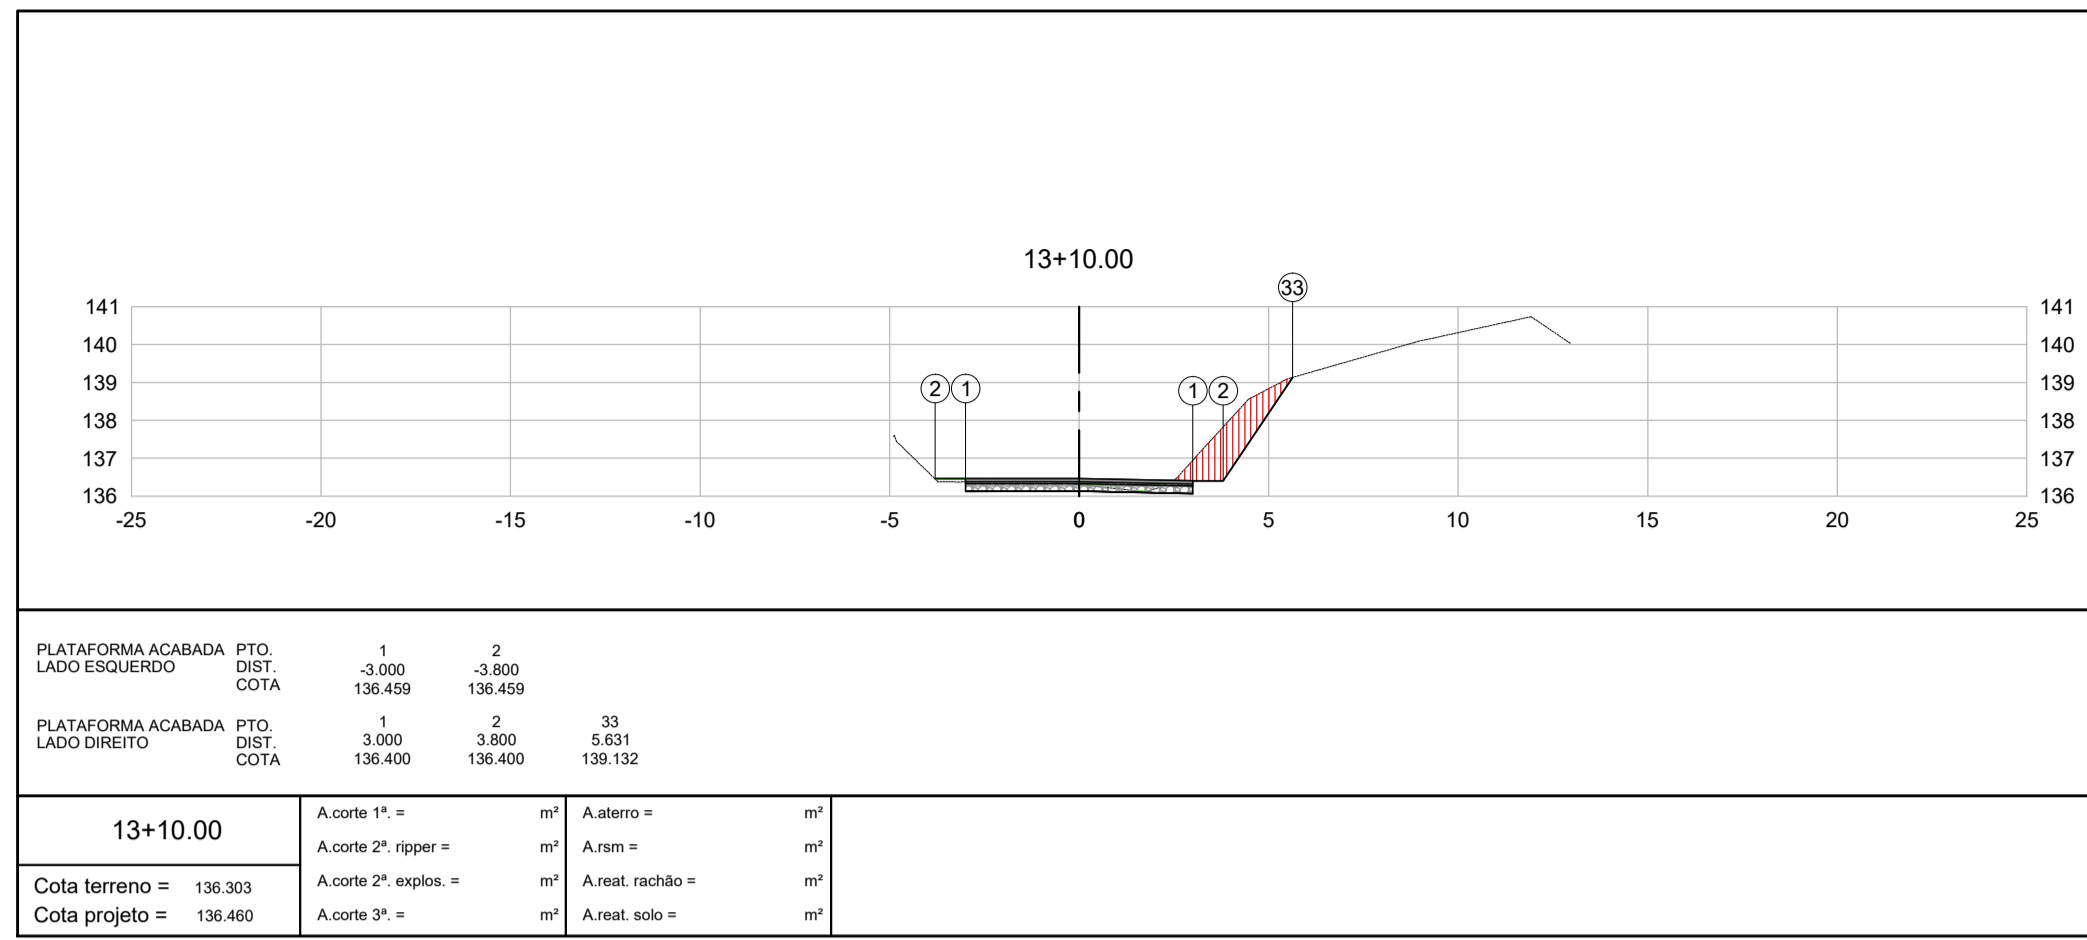 13+10.00
33
141 141
140 140
139 139
2 1 1 2
138 138
137 137
136 136
-25 -20 -15 -10 -5 0 5 10 15 20 25
PLATAFORMA ACABADA PTO. 1 2
LADO ESQUERDO DIST. -3.000 -3.800
COTA 136.459 136.459
PLATAFORMA ACABADA PTO. 1 2 33
LADO DIREITO DIST. 3.000 3.800 5.631
COTA 136.400 136.400 139.132
13+10.00
Cota terreno = 136.303
Cota projeto = 136.460
A.corte 1ª. = m²
A.corte 2ª. ripper = m²
A.corte 2ª. explos. = m²
A.corte 3ª. = m²
A.aterro = m²
A.rsm = m²
A.reat. rachão = m²
A.reat. solo = m²